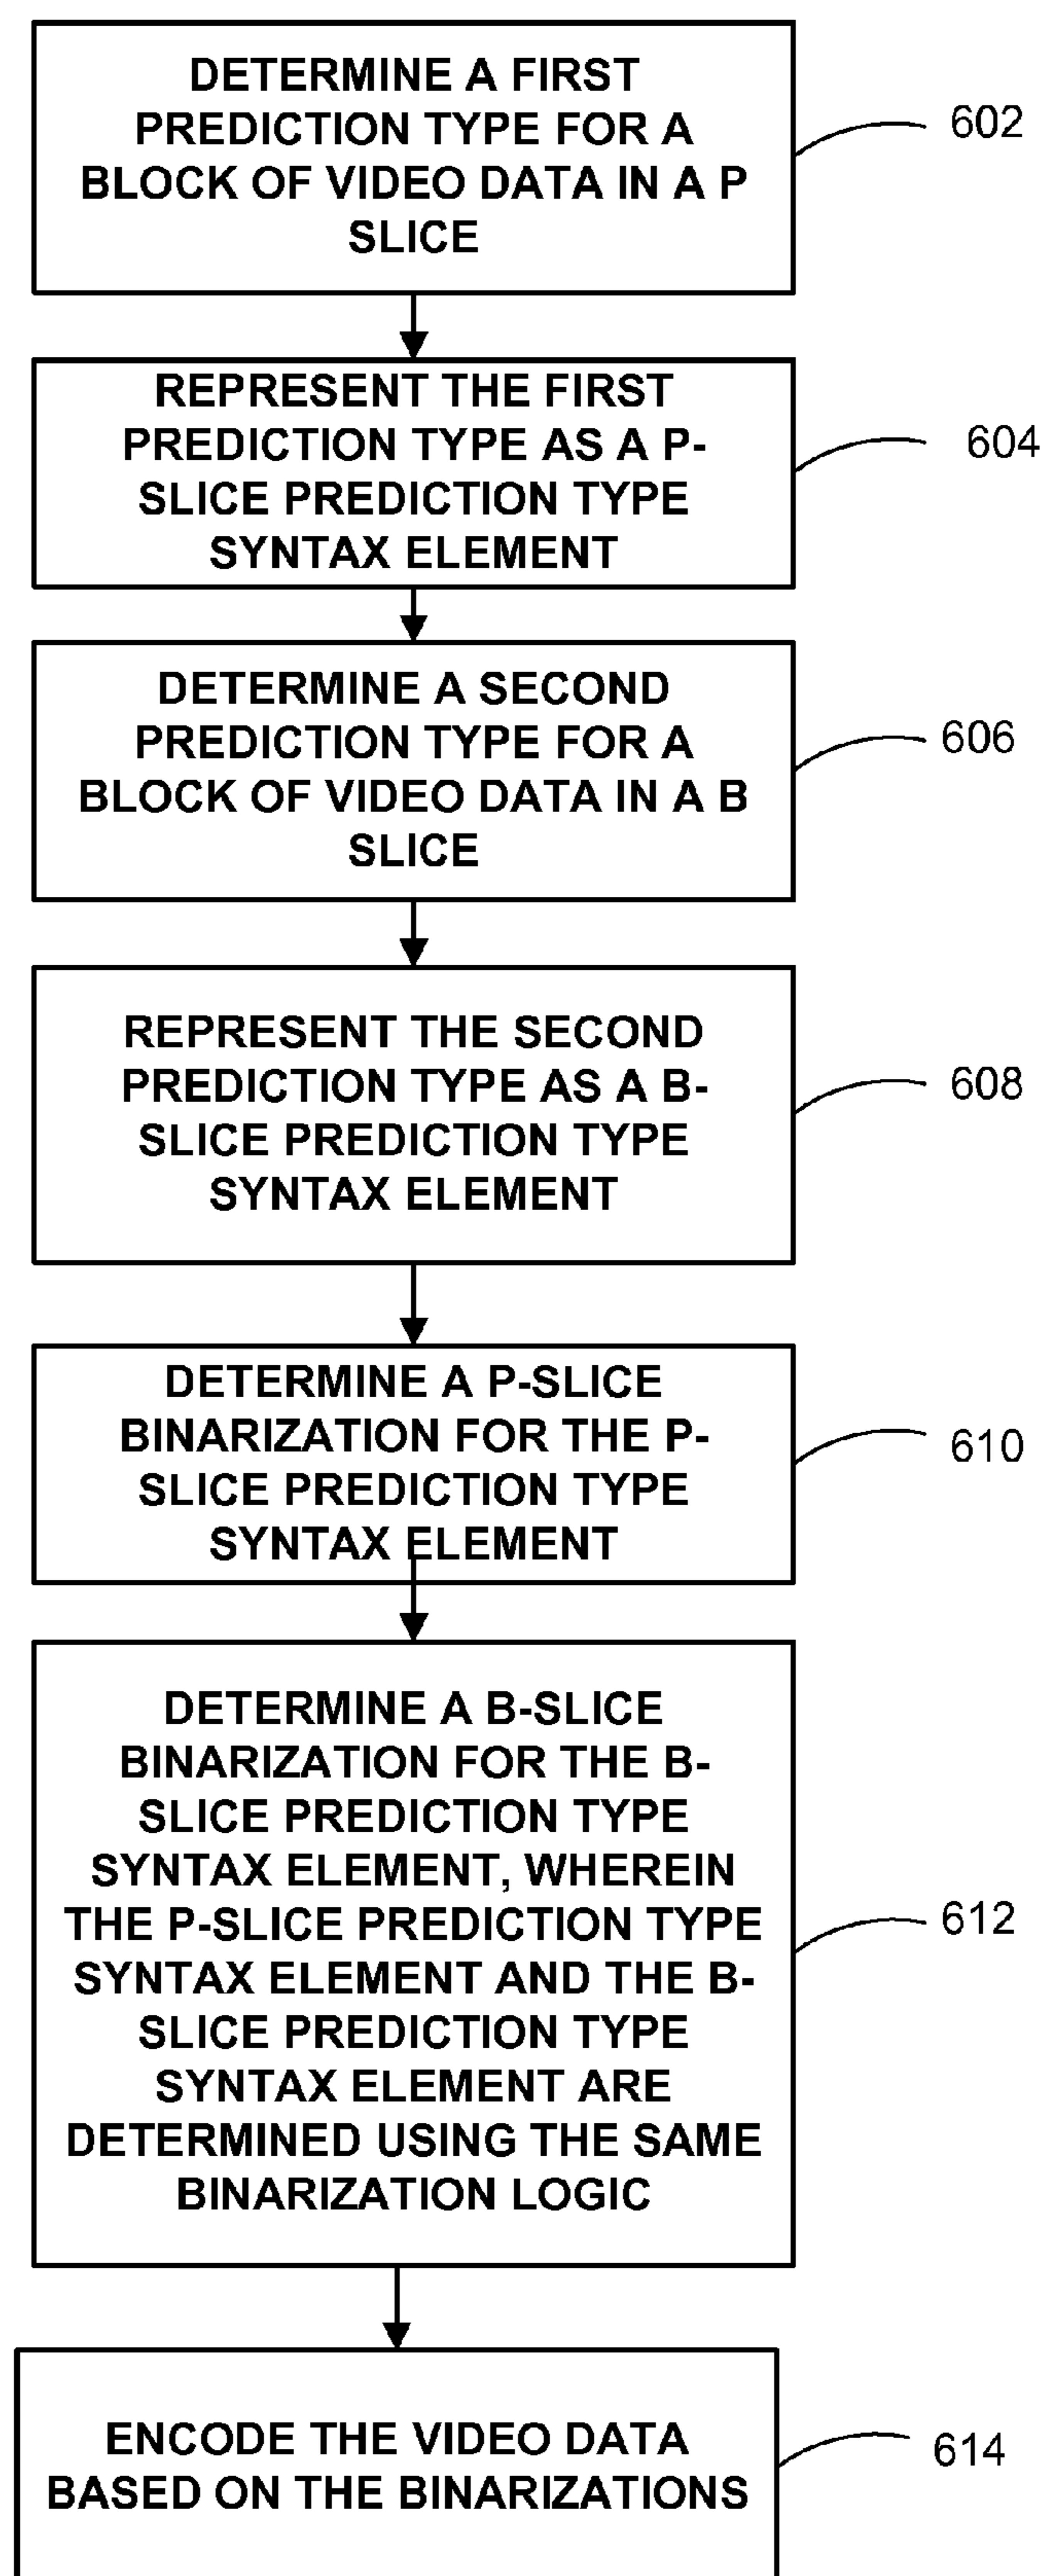 DETERMINE A FIRST
PREDICTION TYPE FOR A
BLOCK OF VIDEO DATA IN A P
SLICE
602
REPRESENT THE FIRST
PREDICTION TYPE AS A P-
SLICE PREDICTION TYPE
SYNTAX ELEMENT
604
DETERMINE A SECOND
PREDICTION TYPE FOR A
BLOCK OF VIDEO DATA IN A B
SLICE
606
REPRESENT THE SECOND
PREDICTION TYPE AS A B-
SLICE PREDICTION TYPE
SYNTAX ELEMENT
608
DETERMINE A P-SLICE
BINARIZATION FOR THE P-
SLICE PREDICTION TYPE
SYNTAX ELEMENT
610
DETERMINE A B-SLICE
BINARIZATION FOR THE B-
SLICE PREDICTION TYPE
SYNTAX ELEMENT, WHEREIN
THE P-SLICE PREDICTION TYPE
SYNTAX ELEMENT AND THE B-
SLICE PREDICTION TYPE
SYNTAX ELEMENT ARE
DETERMINED USING THE SAME
BINARIZATION LOGIC
612
ENCODE THE VIDEO DATA
BASED ON THE BINARIZATIONS
614